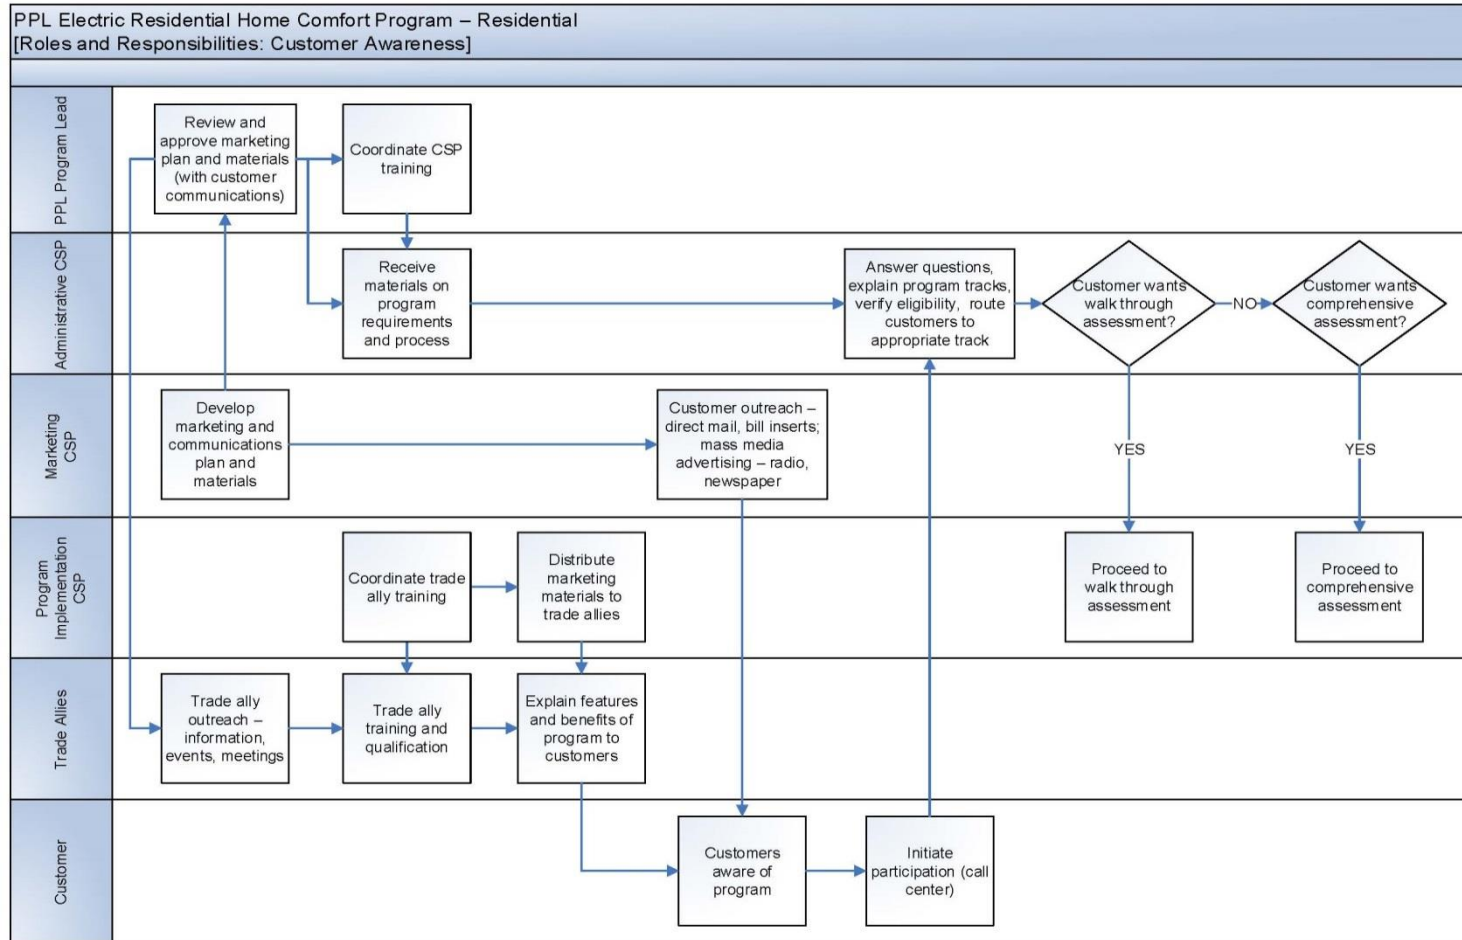 PPL Electric Residential Home Comfort Program – Residential
[Roles and Responsibilities: Customer Awareness]
PPL Program Lead
Review and
approve marketing
plan and materials
(with customer
communications)
Coordinate CSP
training
Administrative CSP
Receive
materials on
program
requirements
and process
Answer questions,
explain program tracks,
verify eligibility, route
customers to
appropriate track
Customer wants
walk through
assessment?
NO
Customer wants
comprehensive
assessment?
Marketing
CSP
Develop
marketing and
communications
plan and
materials
Customer outreach –
direct mail, bill inserts;
mass media
advertising – radio,
newspaper
YES
YES
Program
Implementation
CSP
Coordinate trade
ally training
Distribute
marketing
materials to
trade allies
Proceed to
walk through
assessment
Proceed to
comprehensive
assessment
Trade Allies
Trade ally
outreach –
information,
events, meetings
Trade ally
training and
qualification
Explain features
and benefits of
program to
customers
Customer
Customers
aware of
program
Initiate
participation (call
center)